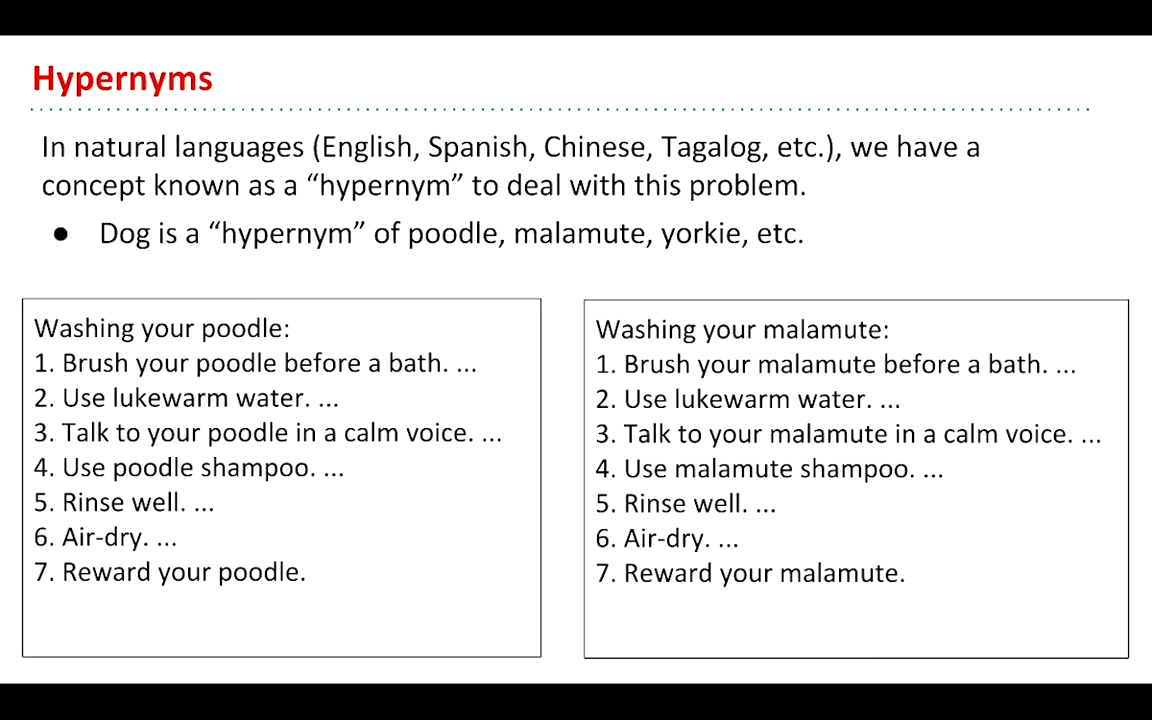 Hypernyms
In natural languages (English, Spanish, Chinese, Tagalog, etc.), we have a
concept known as a “hypernym” to deal with this problem.
● Dog is a “hypernym” of poodle, malamute, yorkie, etc.
Washing your poodle:
1. Brush your poodle before a bath. ...
2. Use lukewarm water. ...
3. Talk to your poodle in a calm voice. ...
4. Use poodle shampoo. ...
5. Rinse well. ...
6. Air-dry. ...
7. Reward your poodle.
Washing your malamute:
1. Brush your malamute before a bath. ...
2. Use lukewarm water. ...
3. Talk to your malamute in a calm voice. ...
4. Use malamute shampoo. ...
5. Rinse well. ...
6. Air-dry. ...
7. Reward your malamute.